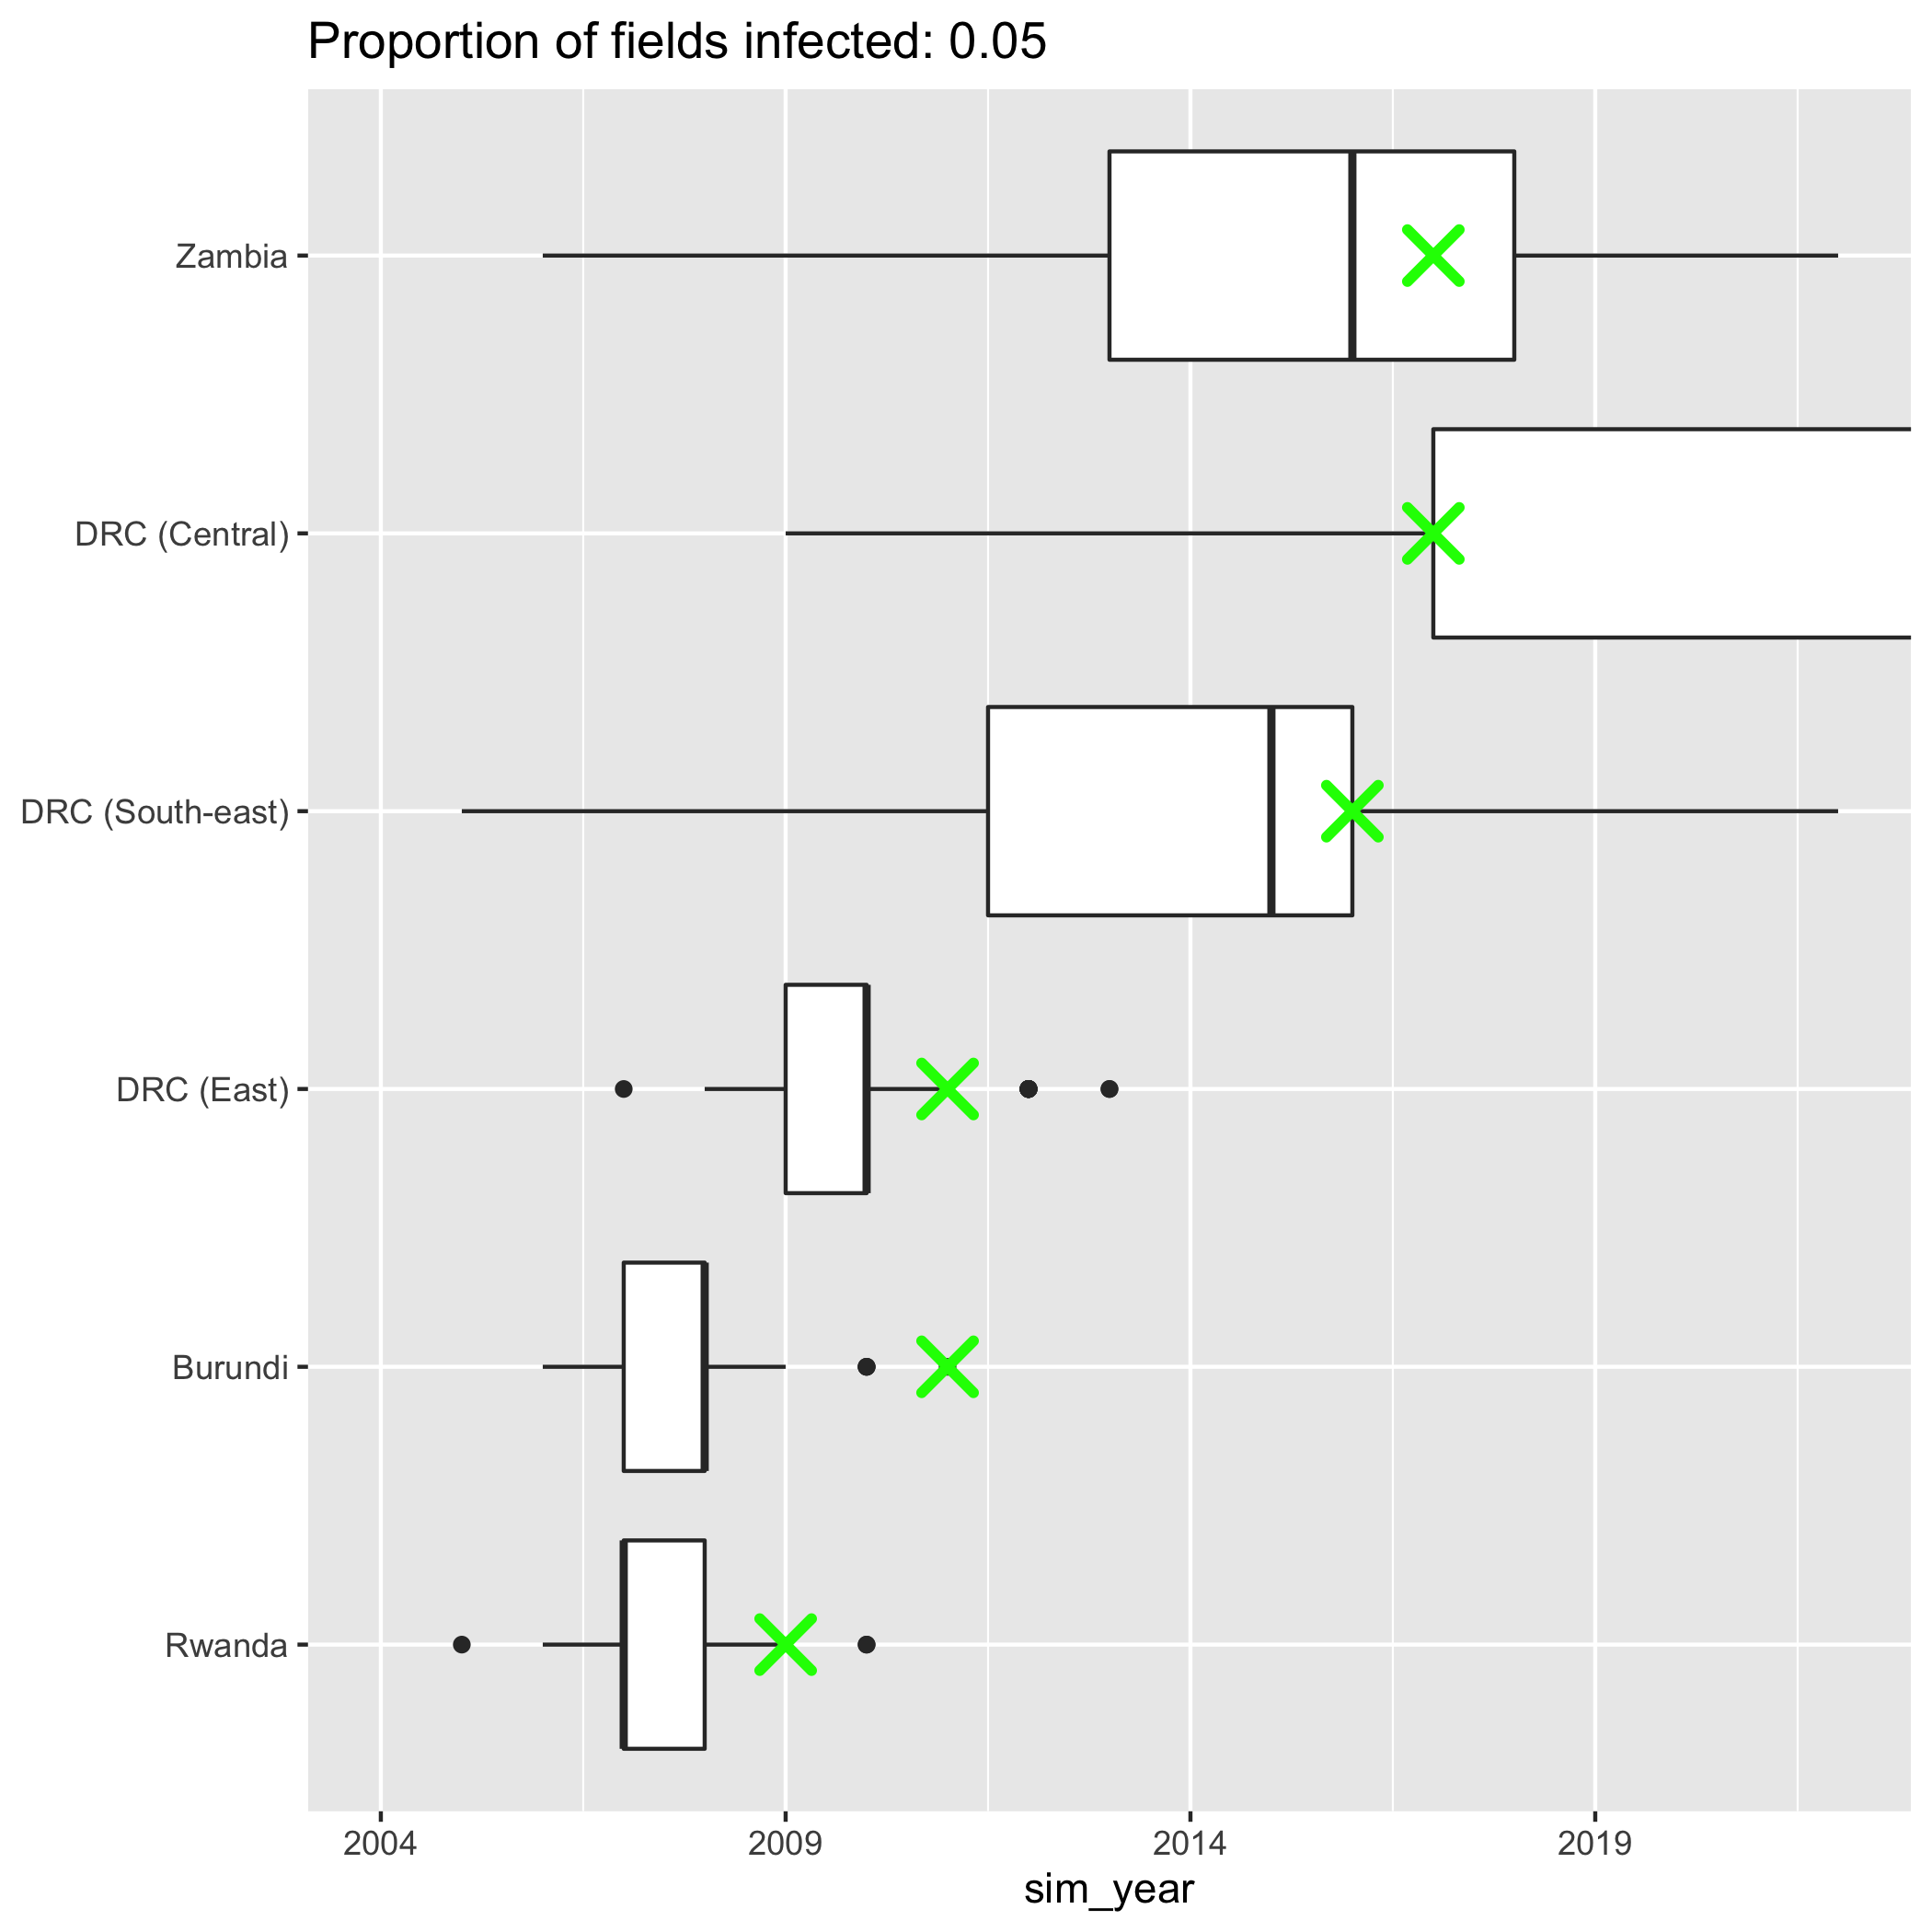 Proportion of fields infected: 0.05
Zambia
DRC (Central)
DRC (South-east)
DRC (East)
Burundi
Rwanda
2004 2009 2014 2019
sim_year